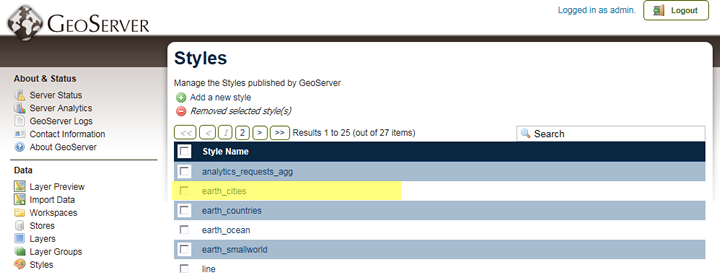 GEOSERVER
Logged in as admin.
Logout
About & Status
Server Status
Server Analytics
GeoServer Logs
Contact Information
About GeoServer
Data
Layer Preview
Import Data
Workspaces
Stores
Layers
Layer Groups
Styles
Styles
Manage the Styles published by GeoServer
Add a new style
Removed selected style(s)
<< < 1 2 > >> Results 1 to 25 (out of 27 items)
Search
Style Name
analytics_requests_agg
earth_cities
earth_countries
earth_ocean
earth_smallworld
line